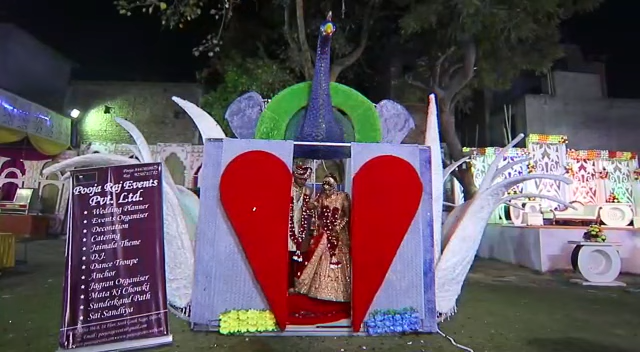 Pooja Raj Events
Pvt. Ltd.
Wedding Planner
Events Organiser
Decoration
Catering
Jaimala Theme
D.J.
Dance Troupe
Anchor
Jagran Organiser
Mata Ki Chowki
Sunderkand Path
Sai Sandhya